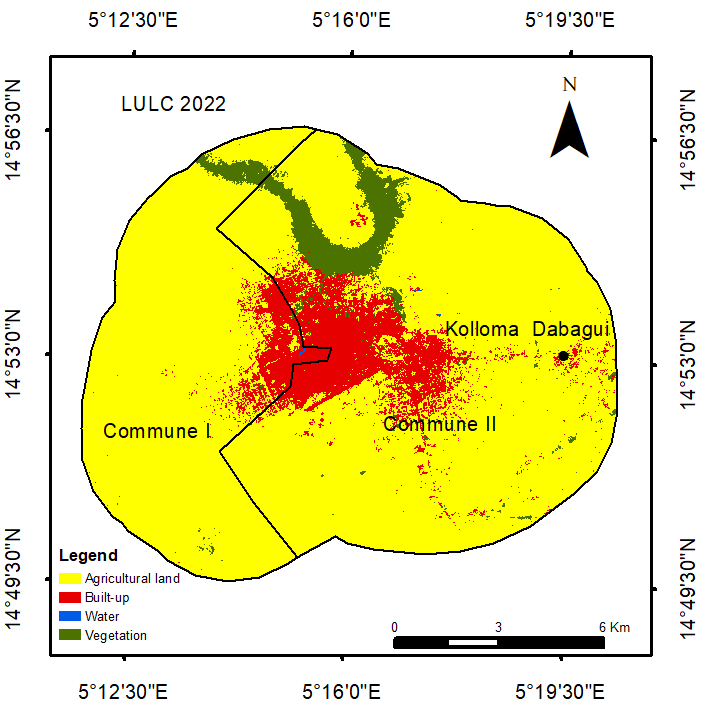 5°12'30"E 5°16'0"E 5°19'30"E
14°56'30"N
14°56'30"N
LULC 2022
N
Kolloma Dabagui
14°53'0"N
14°53'0"N
Commune I
Commune II
14°49'30"N
14°49'30"N
Legend
Agricultural land
Built-up
Water
Vegetation
0 3 6 Km
5°12'30"E 5°16'0"E 5°19'30"E